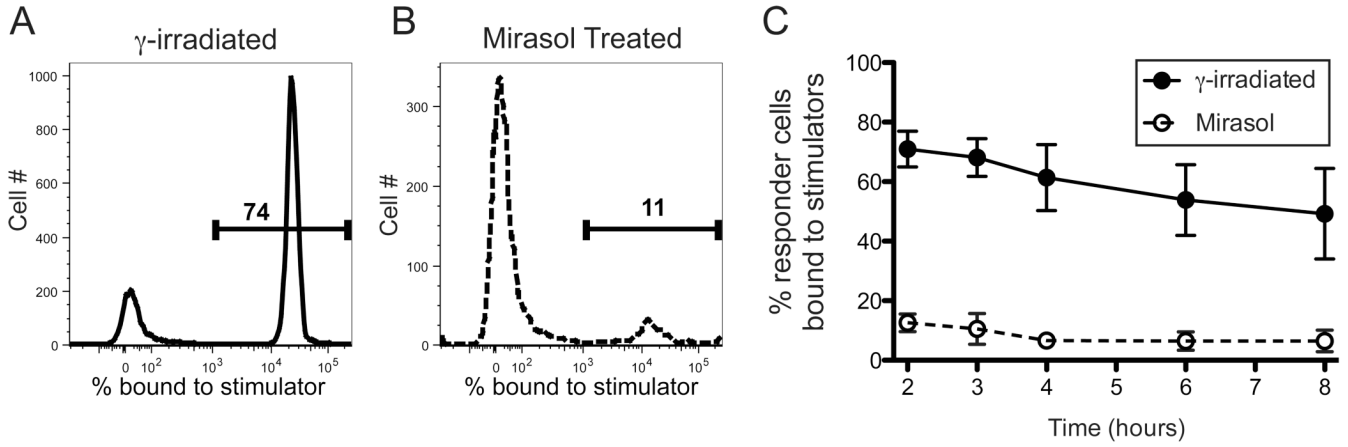 A
γ-irradiated
1000
800
600
400
200
0
Cell #
74
0 10² 10³ 10⁴ 10⁵
% bound to stimulator
B
Mirasol Treated
300
200
100
0
Cell #
11
0 10² 10³ 10⁴ 10⁵
% bound to stimulator
C
% responder cells
bound to stimulators
100
80
60
40
20
0
γ-irradiated
Mirasol
2 3 4 5 6 7 8
Time (hours)